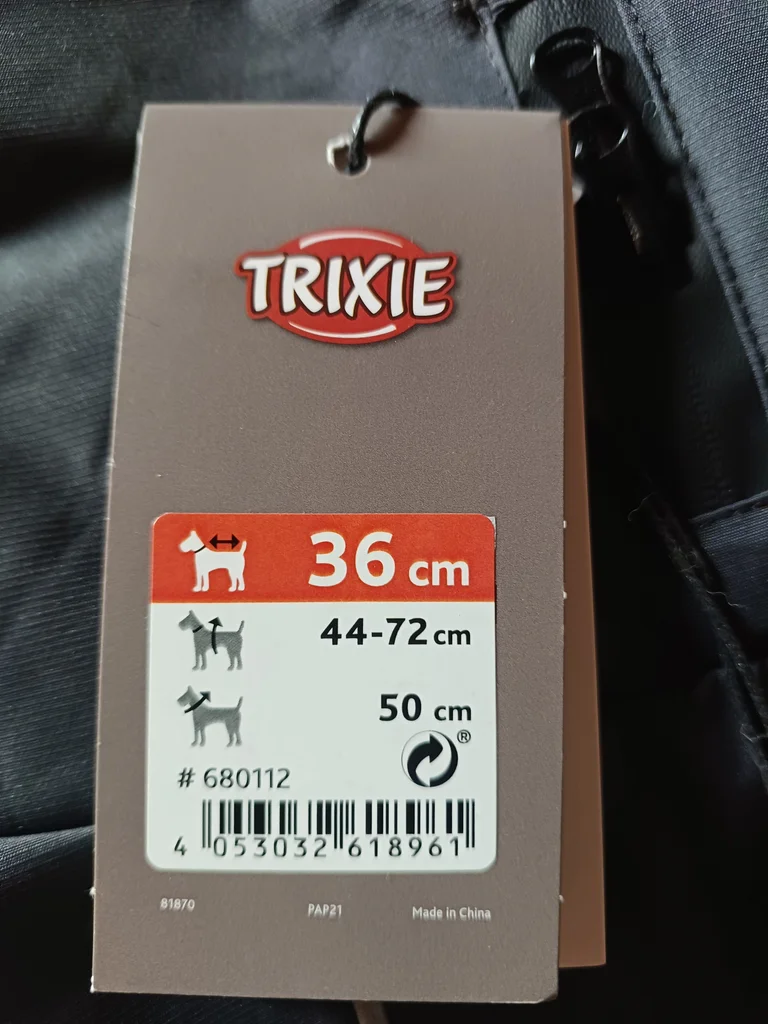 TRIXIE
36 cm
44-72 cm
50 cm
®
# 680112
4 053032 618961
81870 PAP21 Made in China